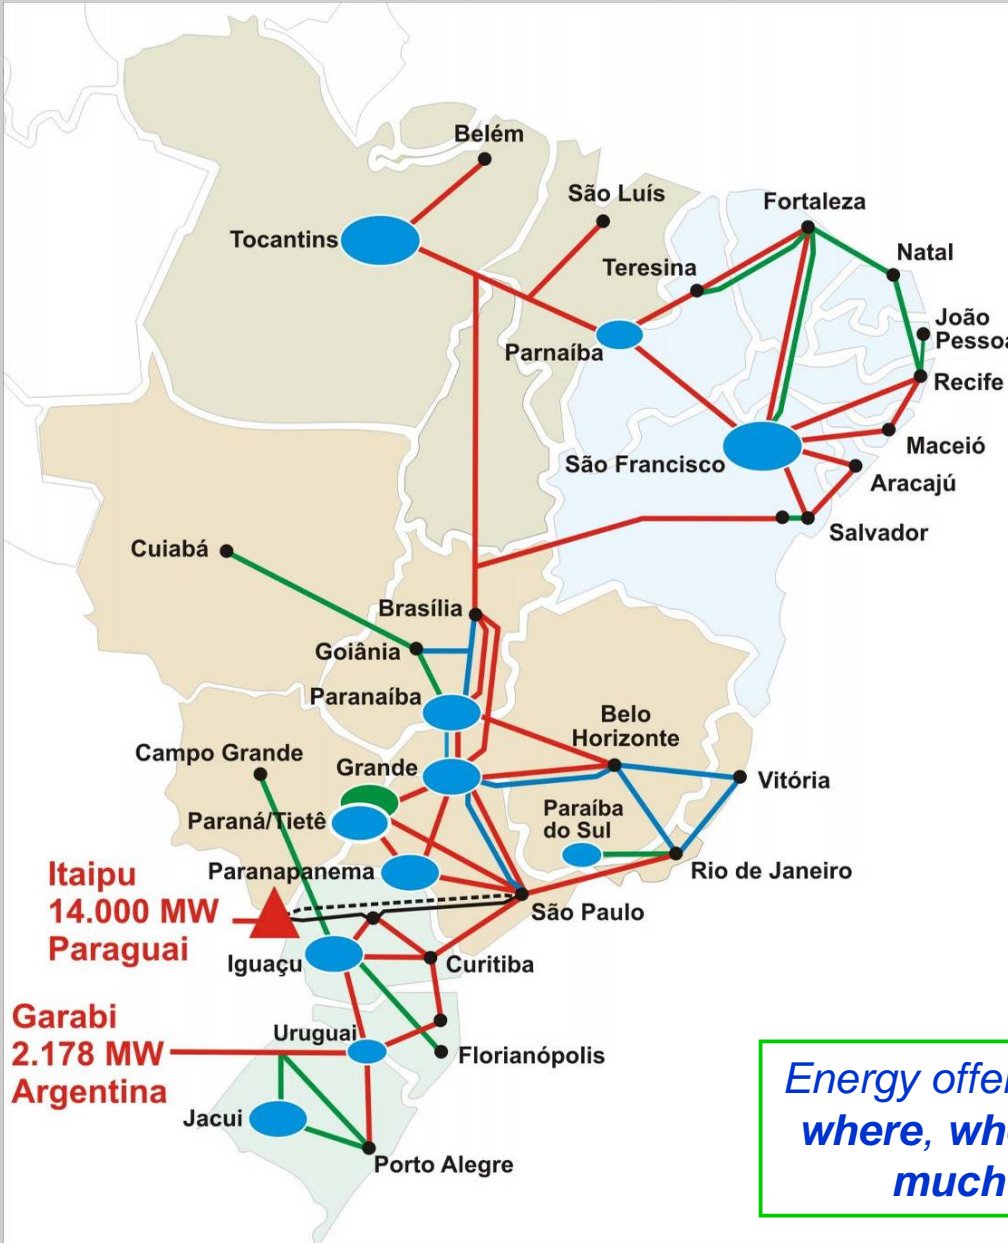 Belém
São Luís
Fortaleza
Tocantins
Teresina
Natal
João
Pessoa
Parnaíba
Recife
Maceió
São Francisco
Aracajú
Salvador
Cuiabá
Brasília
Goiânia
Paranaíba
Belo
Horizonte
Campo Grande
Grande
Vitória
Paraíba
do Sul
Paraná/Tietê
Paranapanema
Rio de Janeiro
Itaipu
14.000 MW
Paraguai
São Paulo
Iguaçu
Curitiba
Garabi
2.178 MW
Argentina
Uruguai
Florianópolis
Jacui
Porto Alegre
Energy
where,
much